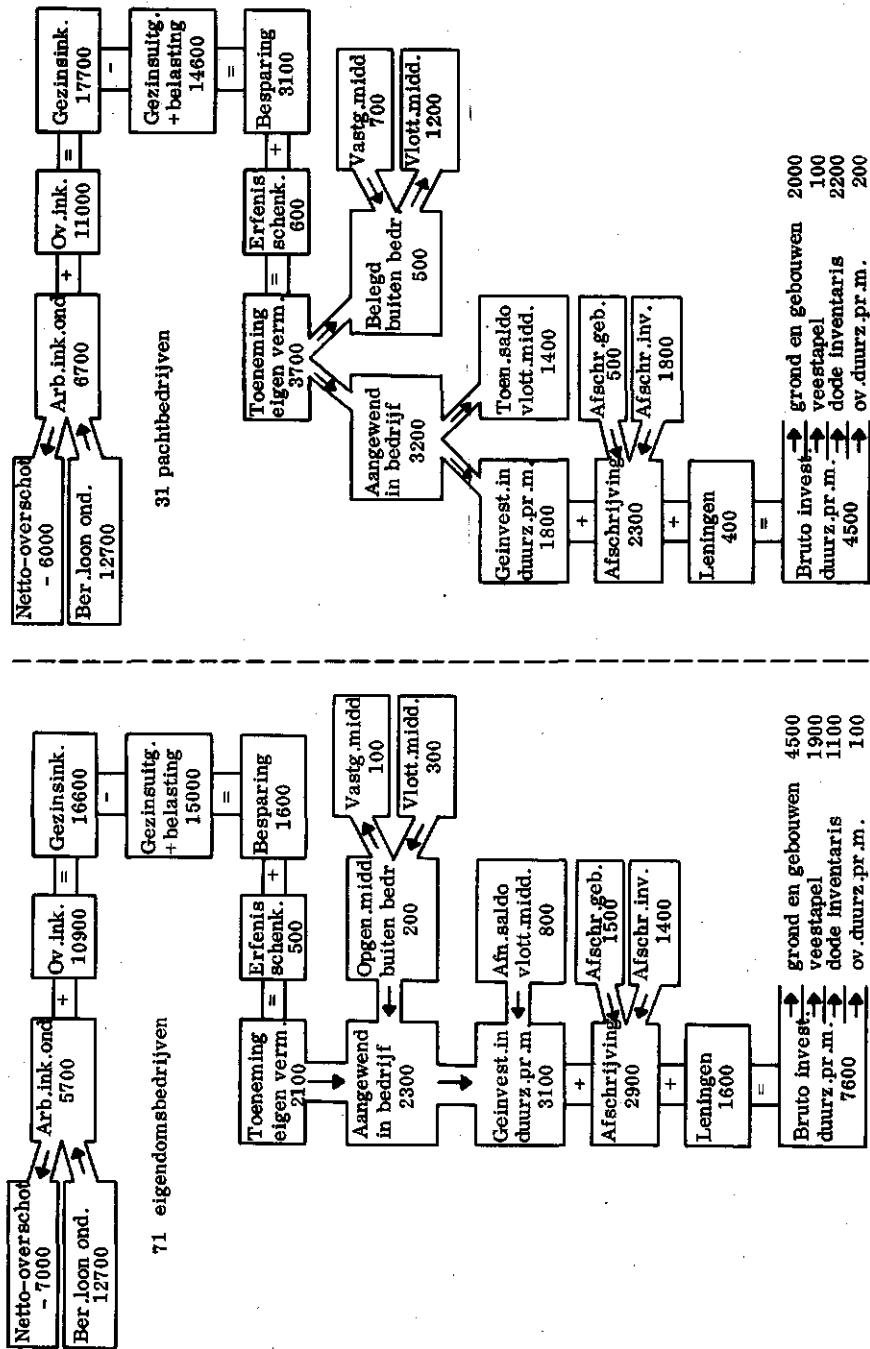 Netto-overschot
- 7000
Ber.loon ond.
12700
Arb.ink.ond
5700
+
Ov.ink.
10900
=
Gezinsink.
16600
-
Gezinsuitg.
+belasting
15000
=
Besparing
1600
+
Erfenis
schenk.
500
=
Toeneming
eigen verm.
2100
71 eigendomsbedrijven
Opgen.midd
buiten bedr
200
Vastg.midd
100
Vlott.midd.
300
Aangewend
in bedrijf
2300
Afn.saldo
vlott.midd.
800
Geinvest.in
duurz.pr.m
3100
+
Afschrijving
2900
Afschr.geb.
1500
Afschr.inv.
1400
+
Leningen
1600
=
Bruto invest.
duurz.pr.m.
7600
grond en gebouwen 4500
veestapel 1900
dode inventaris 1100
ov.duurz.pr.m. 100
Netto-overschot
- 6000
Ber.loon ond.
12700
Arb.ink.ond
6700
+
Ov.ink.
11000
=
Gezinsink.
17700
-
Gezinsuitg.
+belasting
14600
=
Besparing
3100
+
Erfenis
schenk.
600
=
Toeneming
eigen verm.
3700
31 pachtbedrijven
Belegd
buiten bedr
500
Vastg.midd
700
Vlott.midd.
1200
Aangewend
in bedrijf
3200
Toen.saldo
vlott.midd.
1400
Geinvest.in
duurz.pr.m.
1800
+
Afschrijving
2300
Afschr.geb.
500
Afschr.inv.
1800
+
Leningen
400
=
Bruto invest.
duurz.pr.m.
4500
grond en gebouwen 2000
veestapel 100
dode inventaris 2200
ov.duurz.pr.m. 200